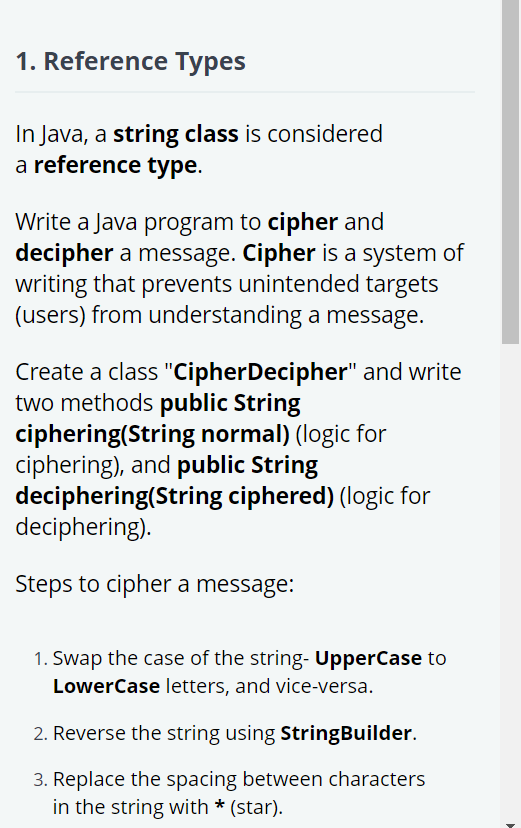 1. Reference Types
In Java, a string class is considered
a reference type.
Write a Java program to cipher and
decipher a message. Cipher is a system of
writing that prevents unintended targets
(users) from understanding a message.
Create a class "CipherDecipher" and write
two methods public String
ciphering(String normal) (logic for
ciphering), and public String
deciphering(String ciphered) (logic for
deciphering).
Steps to cipher a message:
1. Swap the case of the string- UpperCase to
LowerCase letters, and vice-versa.
2. Reverse the string using StringBuilder.
3. Replace the spacing between characters
in the string with * (star).